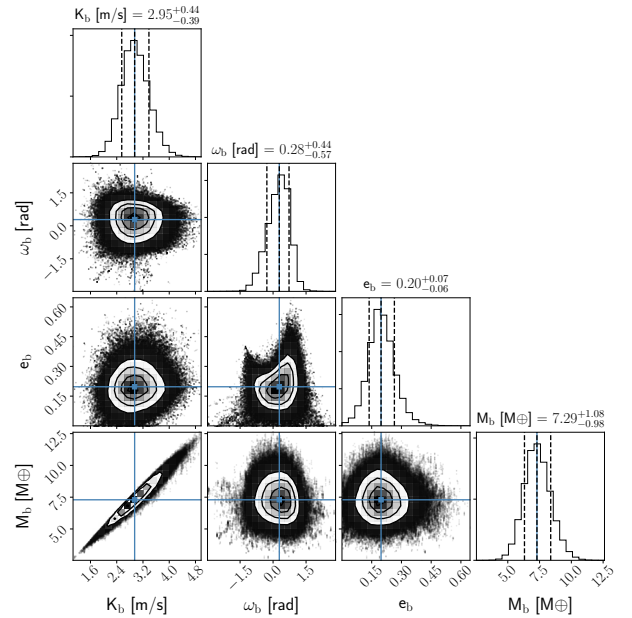 K_b [m/s] = 2.95^{+0.44}_{-0.39}
ω_b [rad] = 0.28^{+0.44}_{-0.57}
1.5
0.0
−1.5
ω_b [rad]
e_b = 0.20^{+0.07}_{-0.06}
0.60
0.45
0.30
0.15
e_b
M_b [M⊕] = 7.29^{+1.08}_{-0.98}
12.5
10.0
7.5
5.0
M_b [M⊕]
1.6 2.4 3.2 4.0 4.8 −1.5 0.0 1.5 0.15 0.30 0.45 0.60 5.0 7.5 10.0 12.5
K_b [m/s] ω_b [rad] e_b M_b [M⊕]